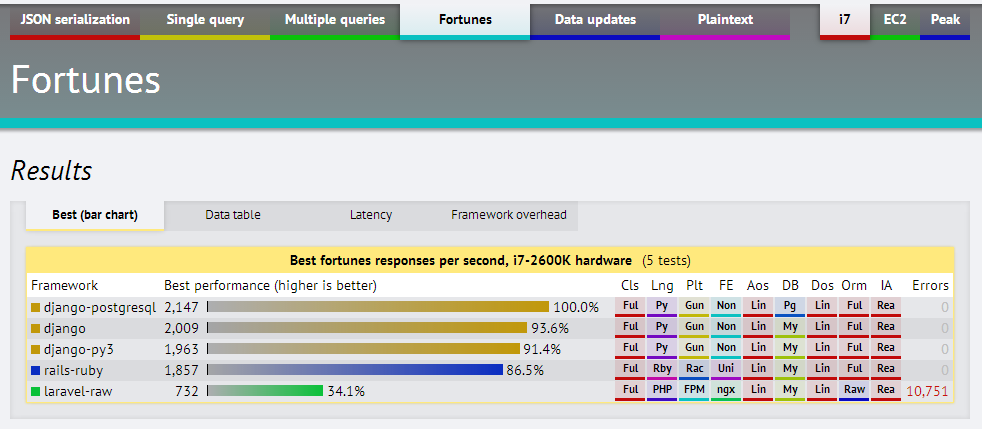 JSON serialization Single query Multiple queries Fortunes Data updates Plaintext i7 EC2 Peak
Fortunes
Results
Best (bar chart) Data table Latency Framework overhead
Best fortunes responses per second, i7-2600K hardware (5 tests)
Framework Best performance (higher is better) Cls Lng Plt FE Aos DB Dos Orm IA Errors
django-postgresql 2,147 100.0% Ful Py Gun Non Lin Pg Lin Ful Rea 0
django 2,009 93.6% Ful Py Gun Non Lin My Lin Ful Rea 0
django-py3 1,963 91.4% Ful Py Gun Non Lin My Lin Ful Rea 0
rails-ruby 1,857 86.5% Ful Rby Rac Uni Lin My Lin Ful Rea 0
laravel-raw 732 34.1% Ful PHP FPM ngx Lin My Lin Raw Rea 10,751